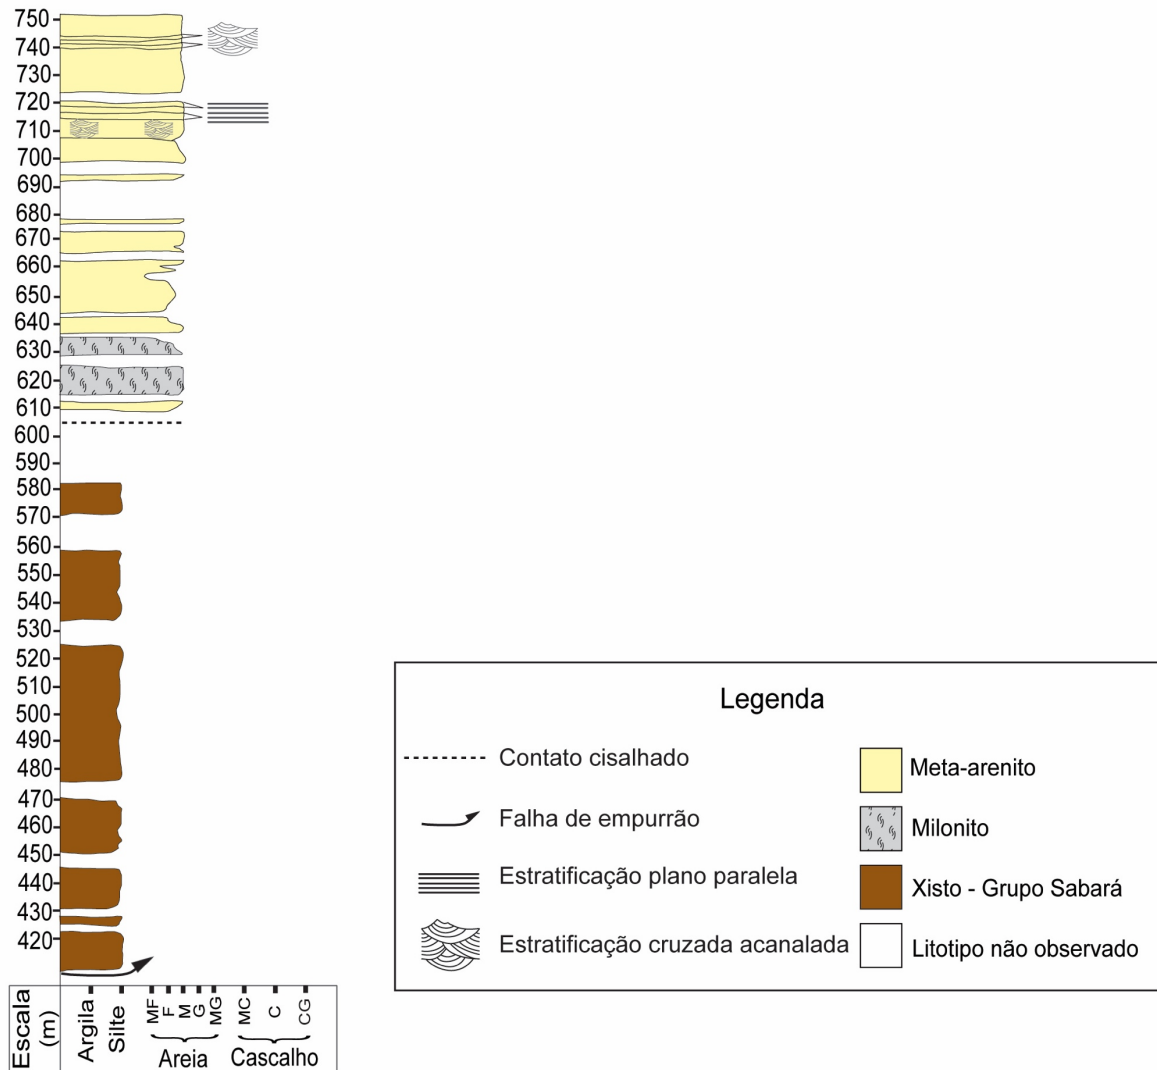 750
740
730
720
710
700
690
680
670
660
650
640
630
620
610
600
590
580
570
560
550
540
530
520
510
500
490
480
470
460
450
440
430
420
Escala (m)
Argila
Silte
MF
F
M
G
MG
MC
C
CG
Areia
Cascalho
Legenda
Contato cisalhado
Falha de empurrão
Estratificação plano paralela
Estratificação cruzada acanalada
Meta-arenito
Milonito
Xisto - Grupo Sabará
Litotipo não observado